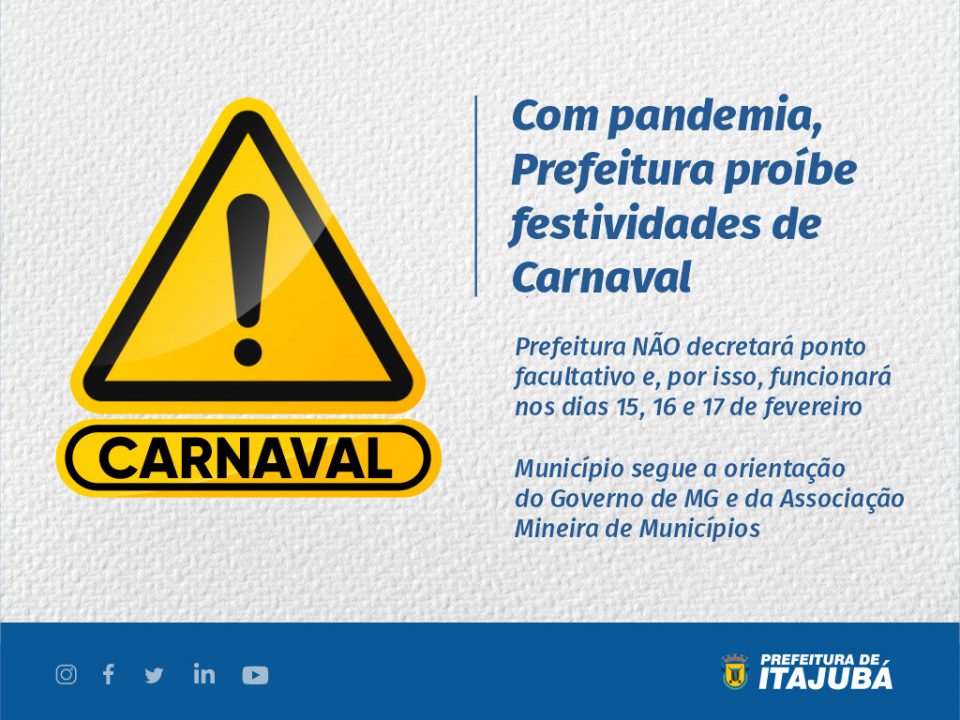 Com pandemia,
Prefeitura proíbe
festividades de
Carnaval
Prefeitura NÃO decretará ponto
facultativo e, por isso, funcionará
nos dias 15, 16 e 17 de fevereiro
Município segue a orientação
do Governo de MG e da Associação
Mineira de Municípios
CARNAVAL
PREFEITURA DE
ITAJUBÁ